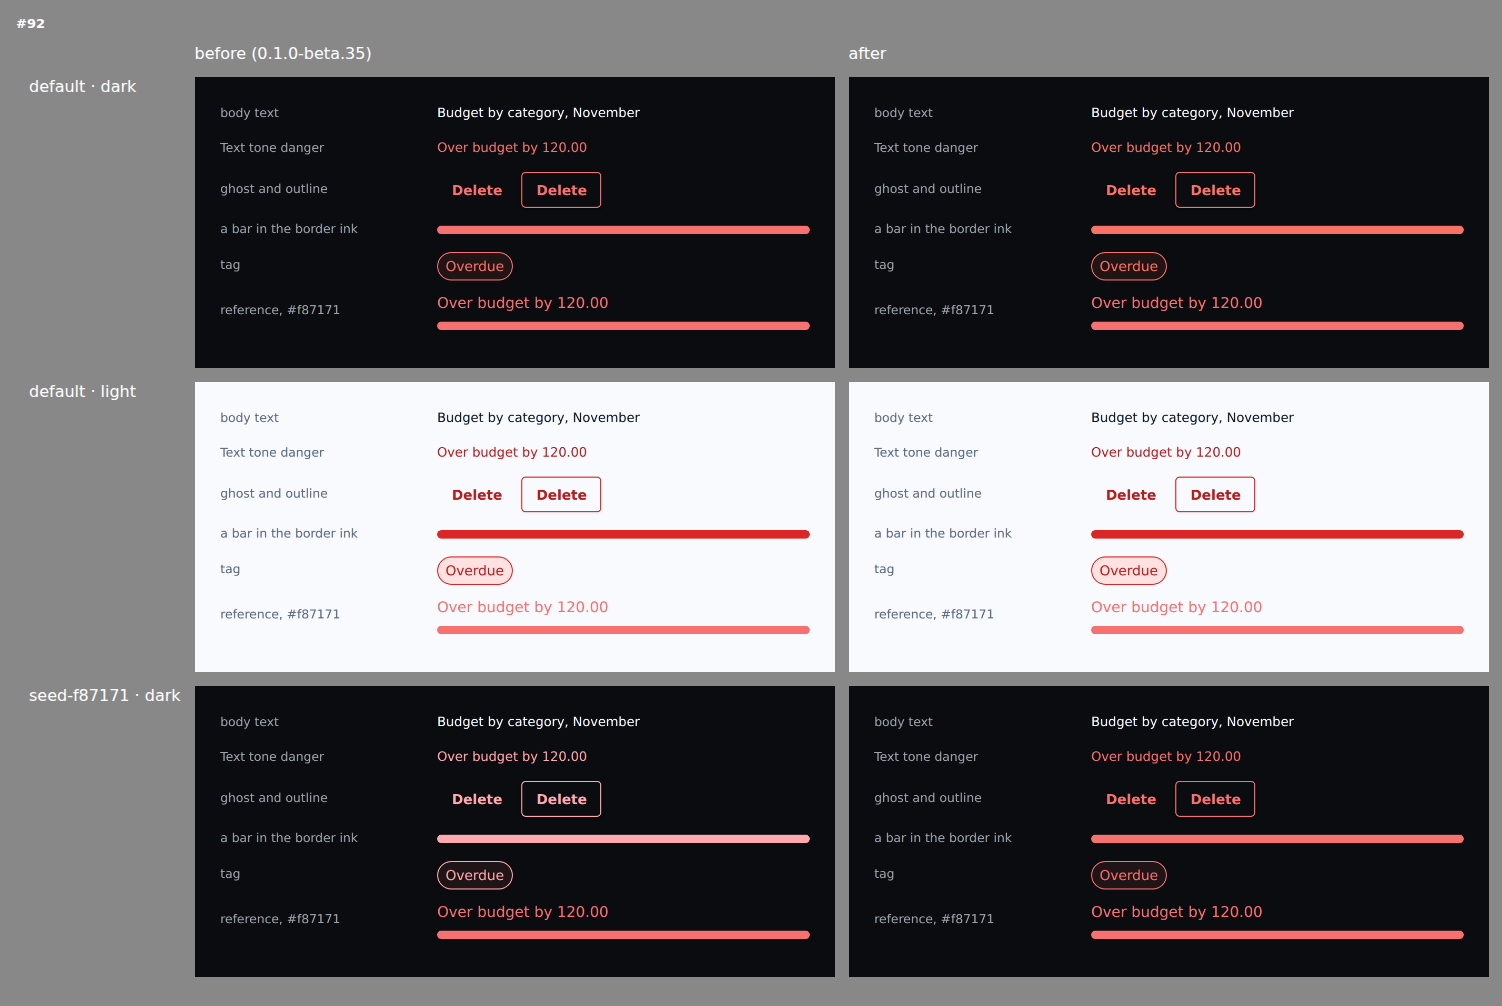 #92
before (0.1.0-beta.35)
after
default · dark
body text
Budget by category, November
Text tone danger
Over budget by 120.00
ghost and outline
Delete
Delete
a bar in the border ink
tag
Overdue
reference, #f87171
Over budget by 120.00
body text
Budget by category, November
Text tone danger
Over budget by 120.00
ghost and outline
Delete
Delete
a bar in the border ink
tag
Overdue
reference, #f87171
Over budget by 120.00
default · light
body text
Budget by category, November
Text tone danger
Over budget by 120.00
ghost and outline
Delete
Delete
a bar in the border ink
tag
Overdue
reference, #f87171
Over budget by 120.00
body text
Budget by category, November
Text tone danger
Over budget by 120.00
ghost and outline
Delete
Delete
a bar in the border ink
tag
Overdue
reference, #f87171
Over budget by 120.00
seed-f87171 · dark
body text
Budget by category, November
Text tone danger
Over budget by 120.00
ghost and outline
Delete
Delete
a bar in the border ink
tag
Overdue
reference, #f87171
Over budget by 120.00
body text
Budget by category, November
Text tone danger
Over budget by 120.00
ghost and outline
Delete
Delete
a bar in the border ink
tag
Overdue
reference, #f87171
Over budget by 120.00